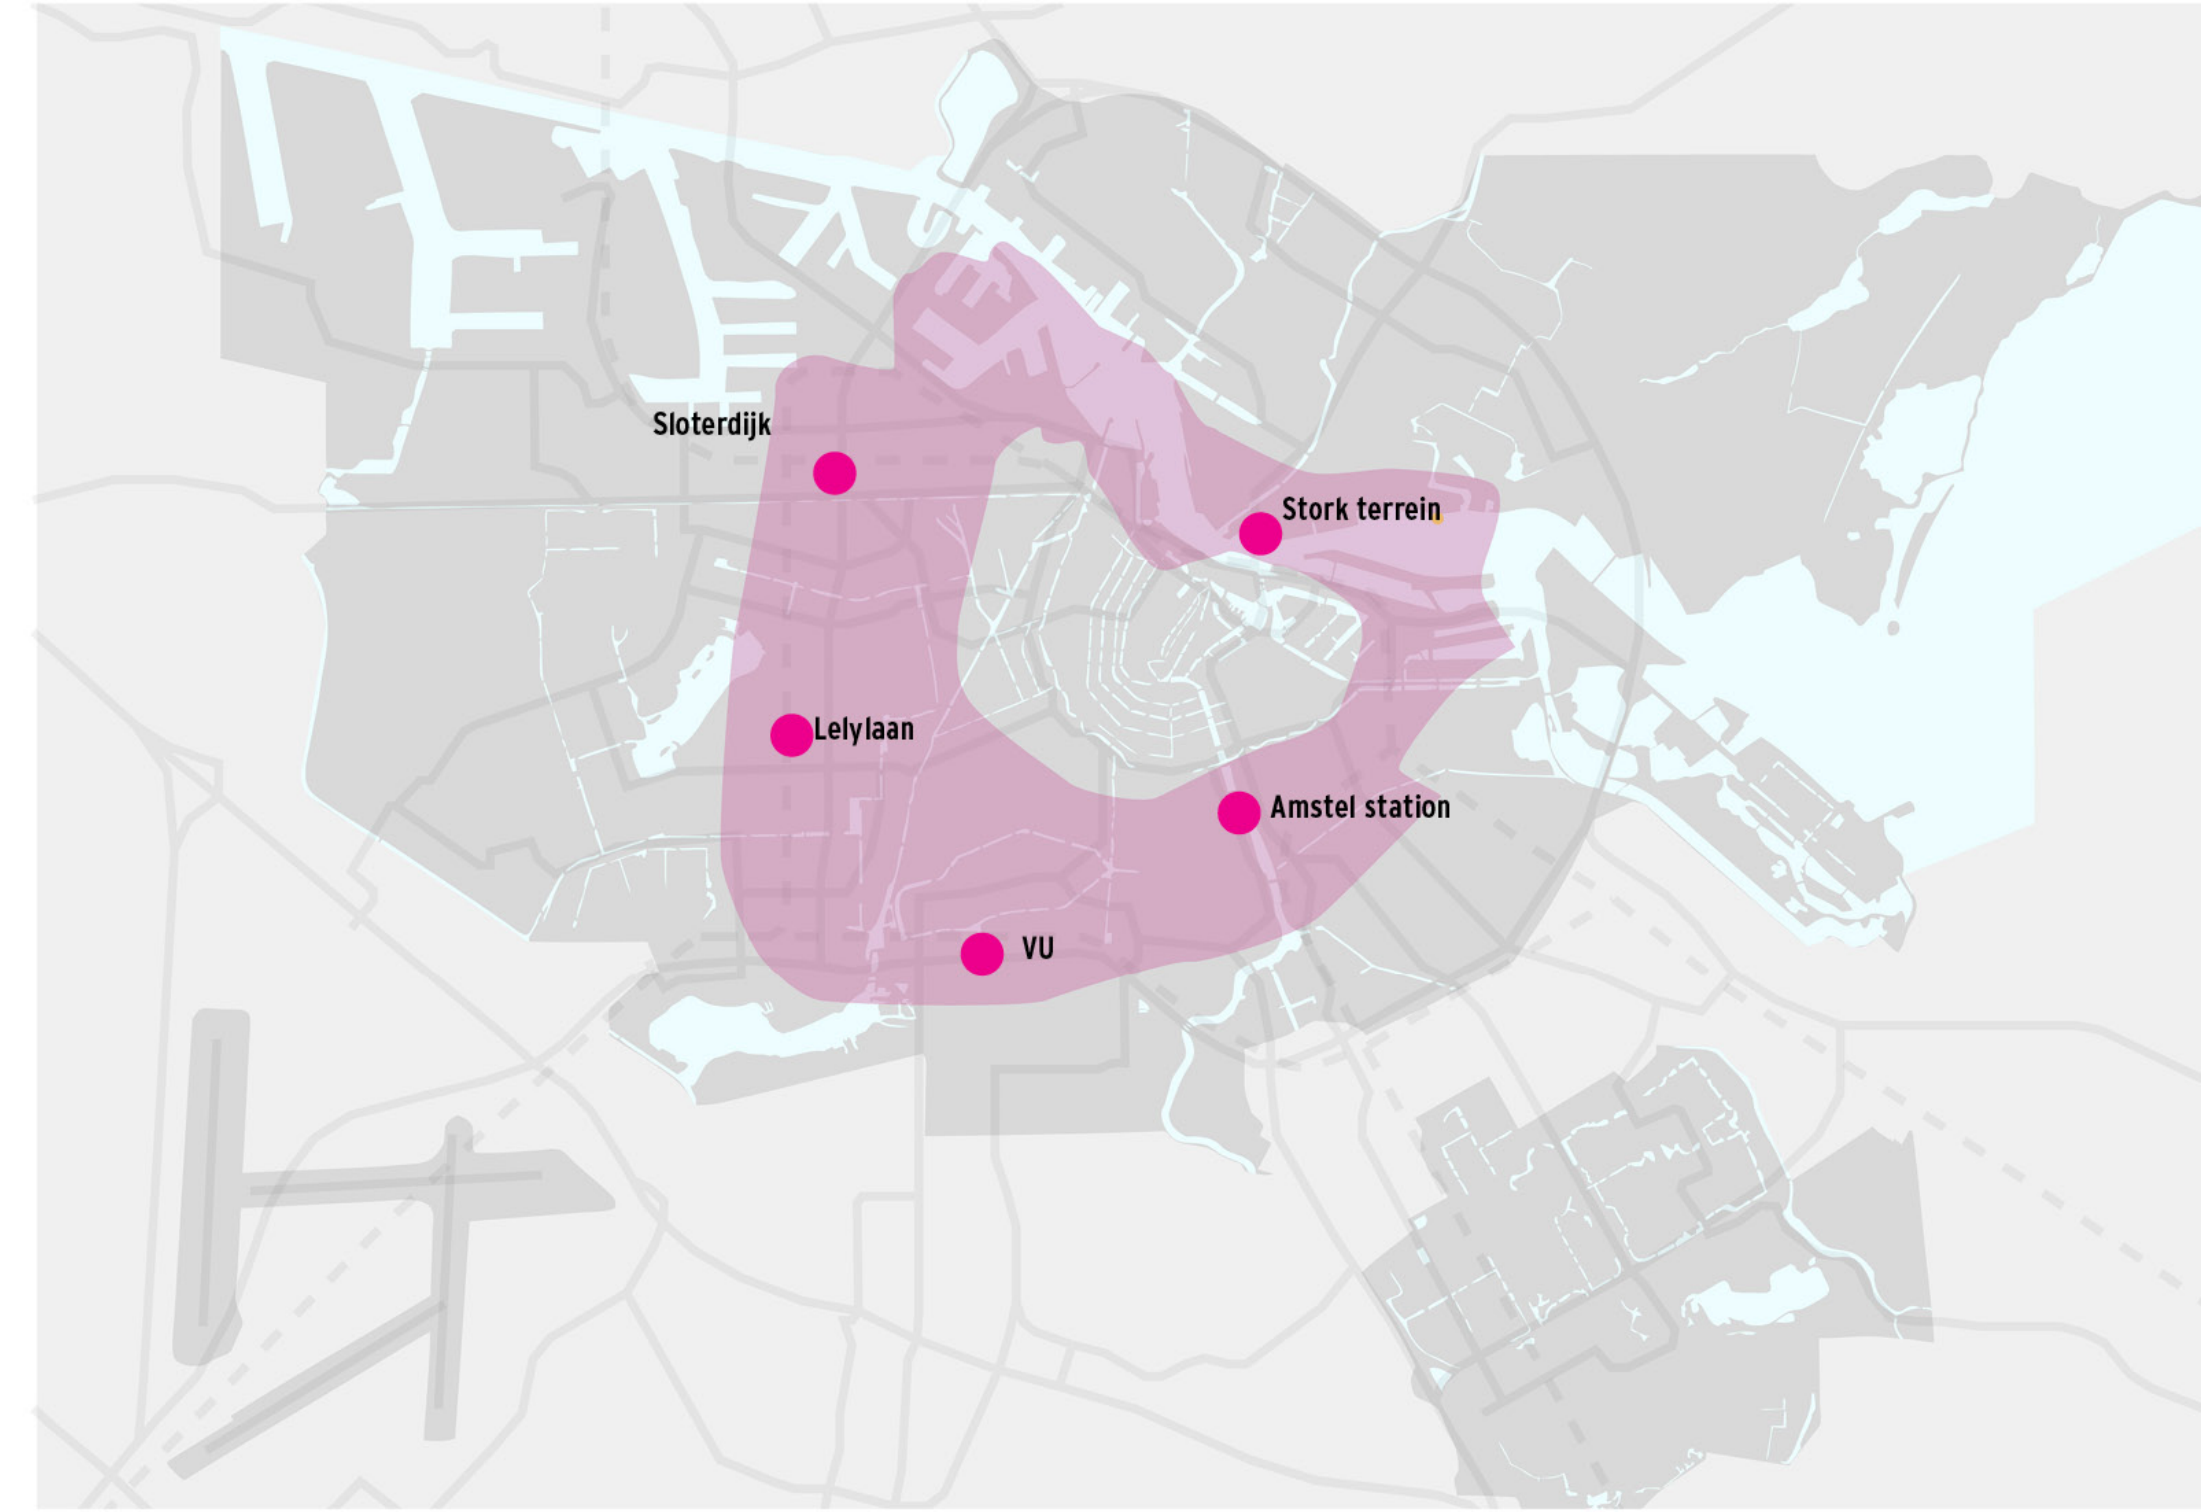 Sloterdijk
Stork terrein
Lelylaan
Amstel station
VU